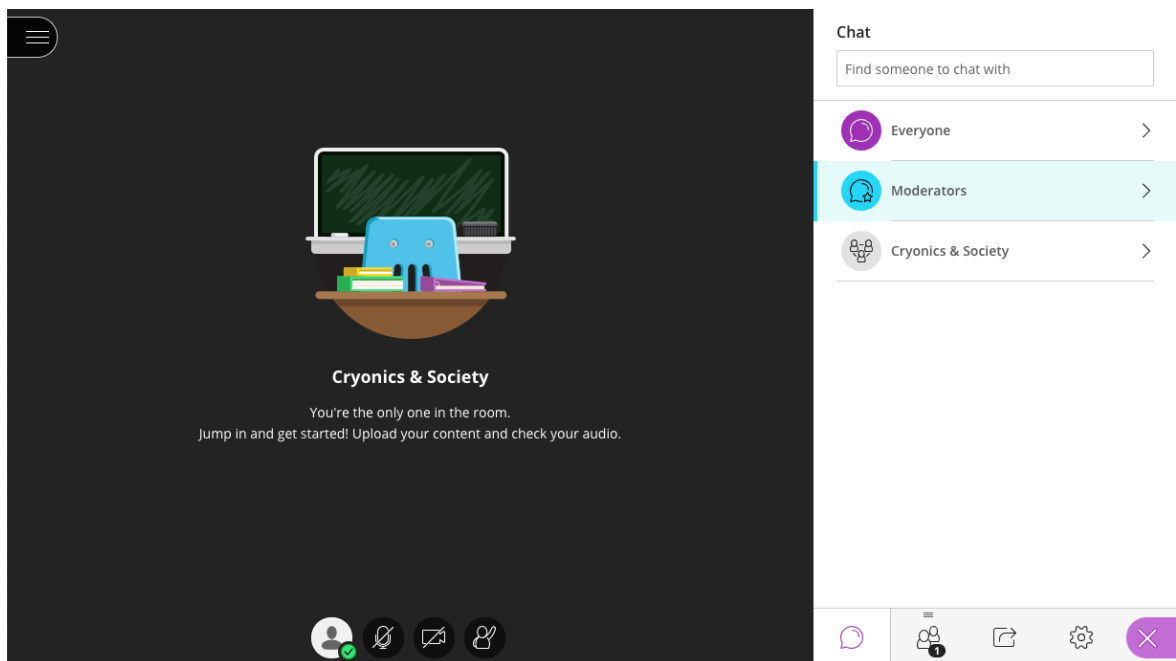 Cryonics & Society
You're the only one in the room.
Jump in and get started! Upload your content and check your audio.
Chat
Find someone to chat with
Everyone
Moderators
Cryonics & Society
1